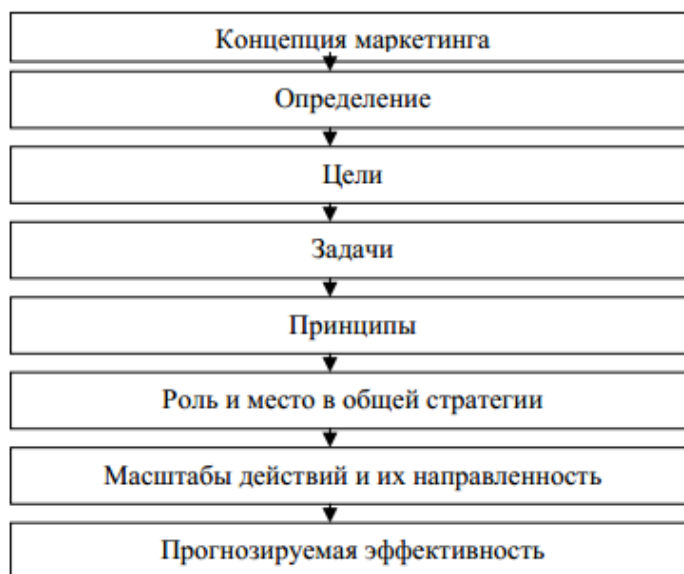 Концепция маркетинга
Определение
Цели
Задачи
Принципы
Роль и место в общей стратегии
Масштабы действий и их направленность
Прогнозируемая эффективность